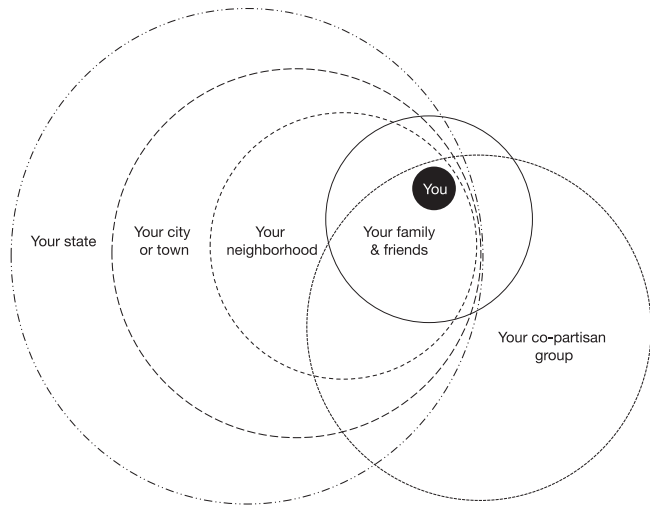 You
Your state
Your city
or town
Your
neighborhood
Your family
& friends
Your co-partisan
group